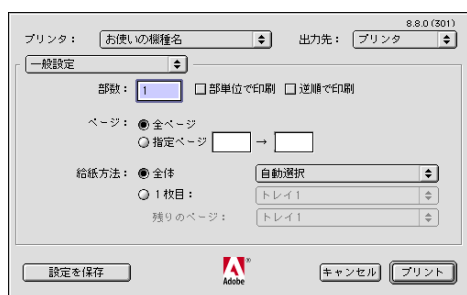 8.8.0 (301)
プリンタ： お使いの機種名 出力先： プリンタ
一般設定
部数： 1 部単位で印刷 逆順で印刷
ページ： 全ページ
指定ページ →
給紙方法： 全体 自動選択
1 枚目： トレイ1
残りのページ： トレイ1
設定を保存 Adobe ® キャンセル プリント